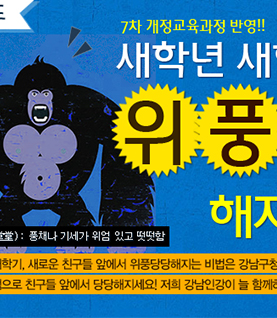 드
7차 개정교육과정 반영!!
새학년 새
위 풍
해지
堂) : 풍채나 기세가 위엄 있고 떳떳함
학기, 새로운 친구들 앞에서 위풍당당해지는 비법은 강남구청
으로 친구들 앞에서 당당해지세요! 저희 강남인강이 늘 함께하